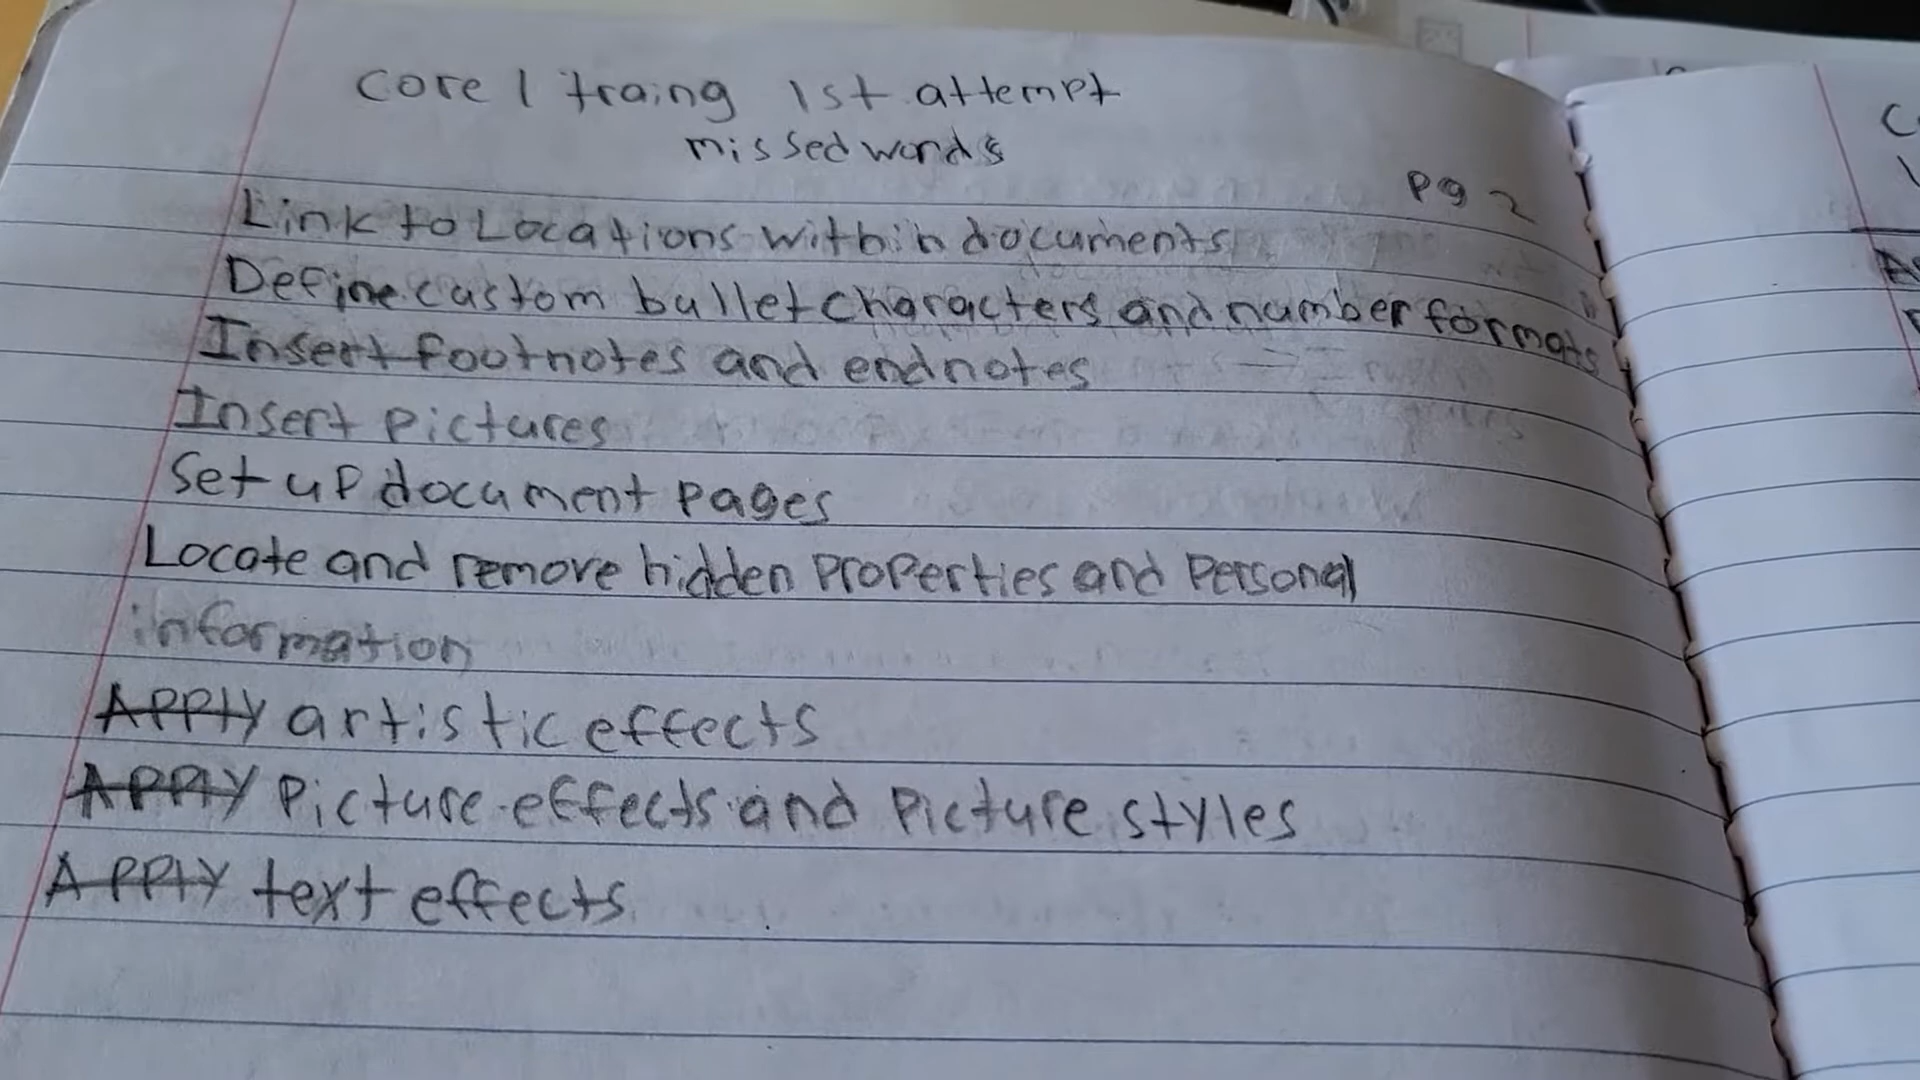 Core 1 traing 1st attempt
missed words
pg 2
Link to Locations within documents
Define custom bullet characters and number formats
Insert footnotes and endnotes
Insert pictures
Set up document pages
Locate and remove hidden properties and personal
information
Apply artistic effects
Apply Picture effects and Picture styles
Apply text effects